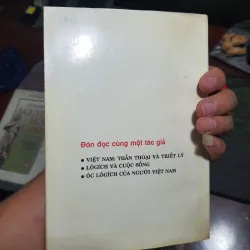 Đón đọc cùng một tác giả
• VIỆT NAM: THẦN THOẠI VÀ TRIẾT LÝ
• LÔGÍCH VÀ CUỘC SỐNG
• ÓC LÔGÍCH CỦA NGƯỜI VIỆT NAM